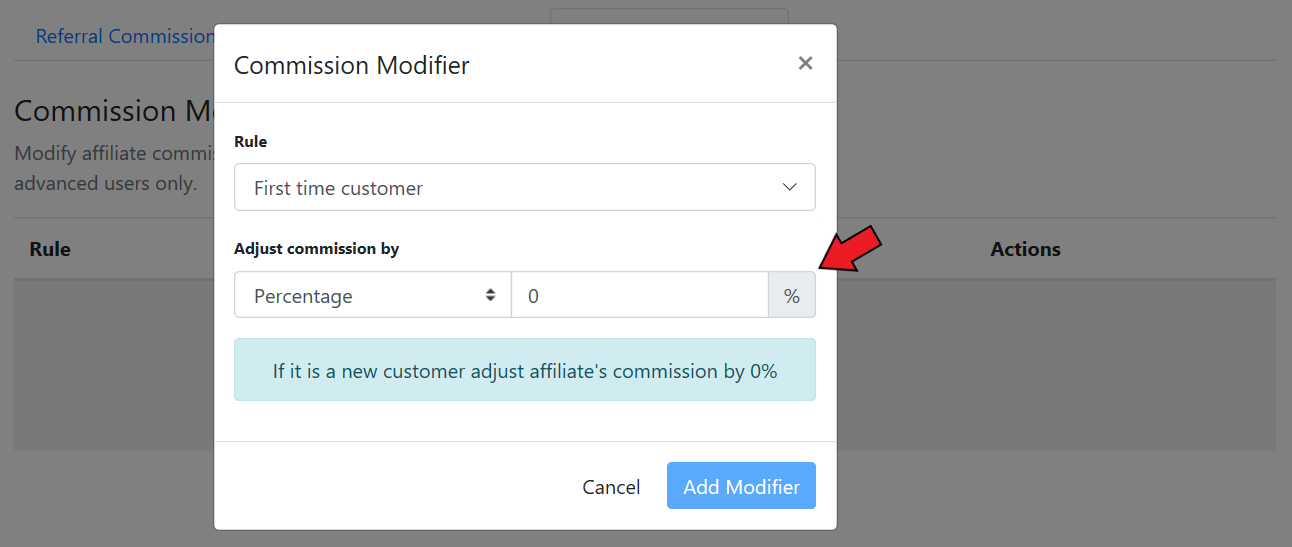 Referral Commission
Commission Modifier
×
Commission M
Modify affiliate commis
advanced users only.
Rule
First time customer
Rule
Adjust commission by
Actions
Percentage
0
%
If it is a new customer adjust affiliate's commission by 0%
Cancel
Add Modifier